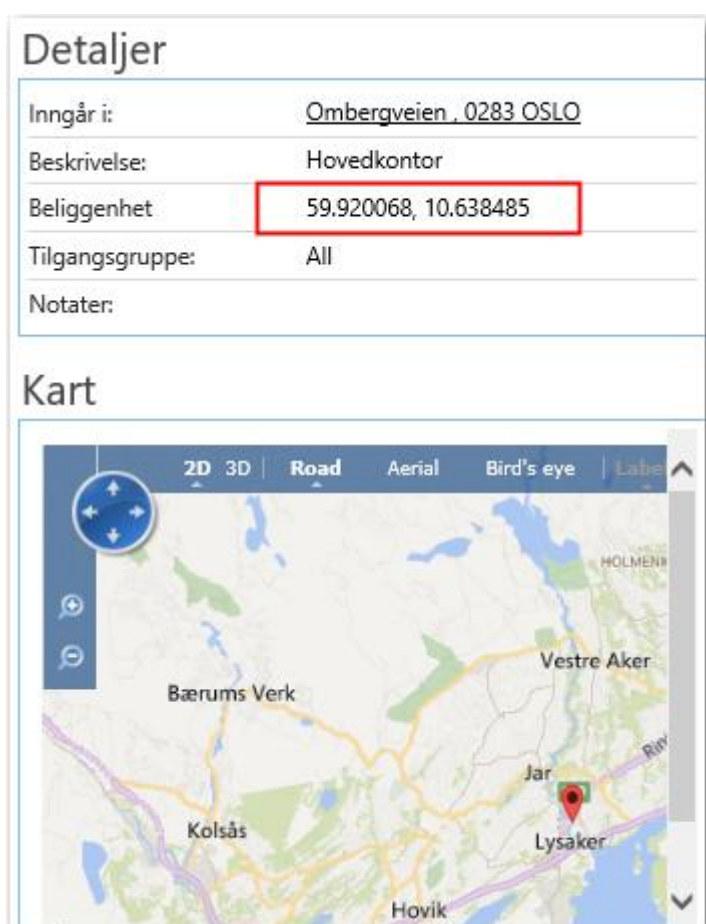 Detaljer
Inngår i: Ombergveien , 0283 OSLO
Beskrivelse: Hovedkontor
Beliggenhet 59.920068, 10.638485
Tilgangsgruppe: All
Notater:
Kart
2D 3D Road Aerial Bird's eye
Vestre Aker
Bærums Verk
Jar
Kolsås
Lysaker
Hovik